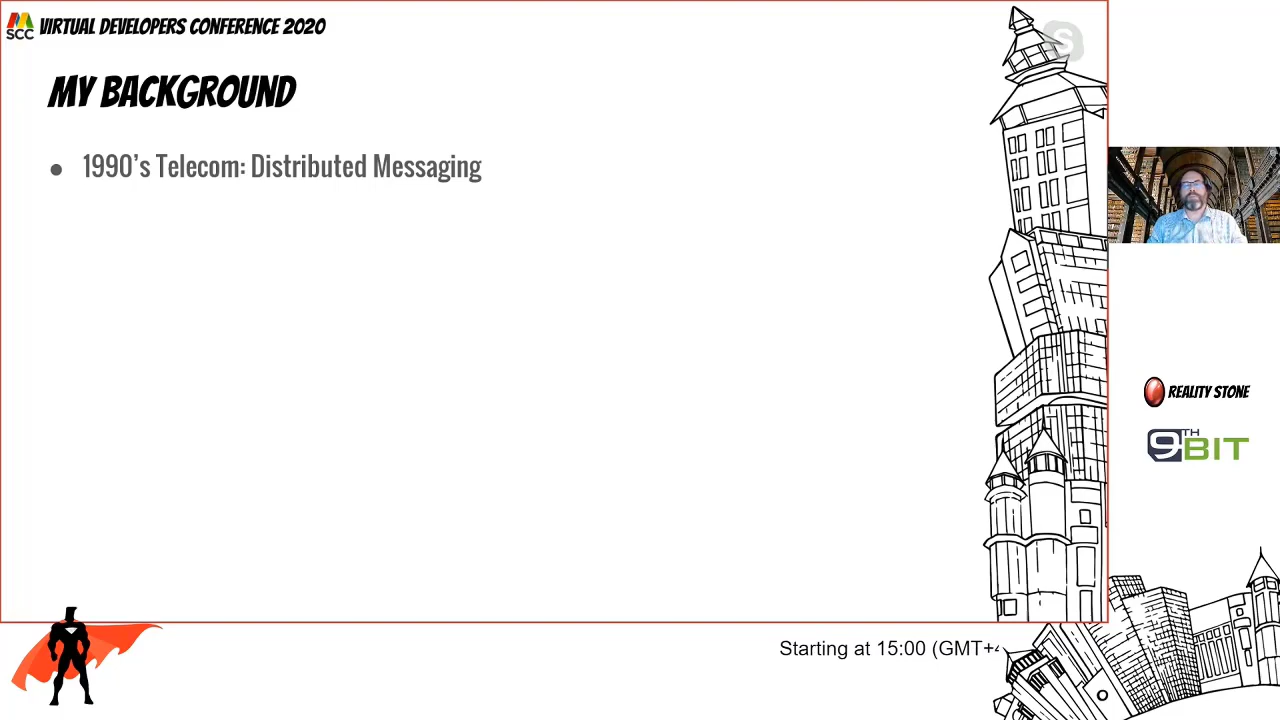 SCC VIRTUAL DEVELOPERS CONFERENCE 2020
S
MY BACKGROUND
● 1990's Telecom: Distributed Messaging
REALITY STONE
9TH BIT
Starting at 15:00 (GMT+4